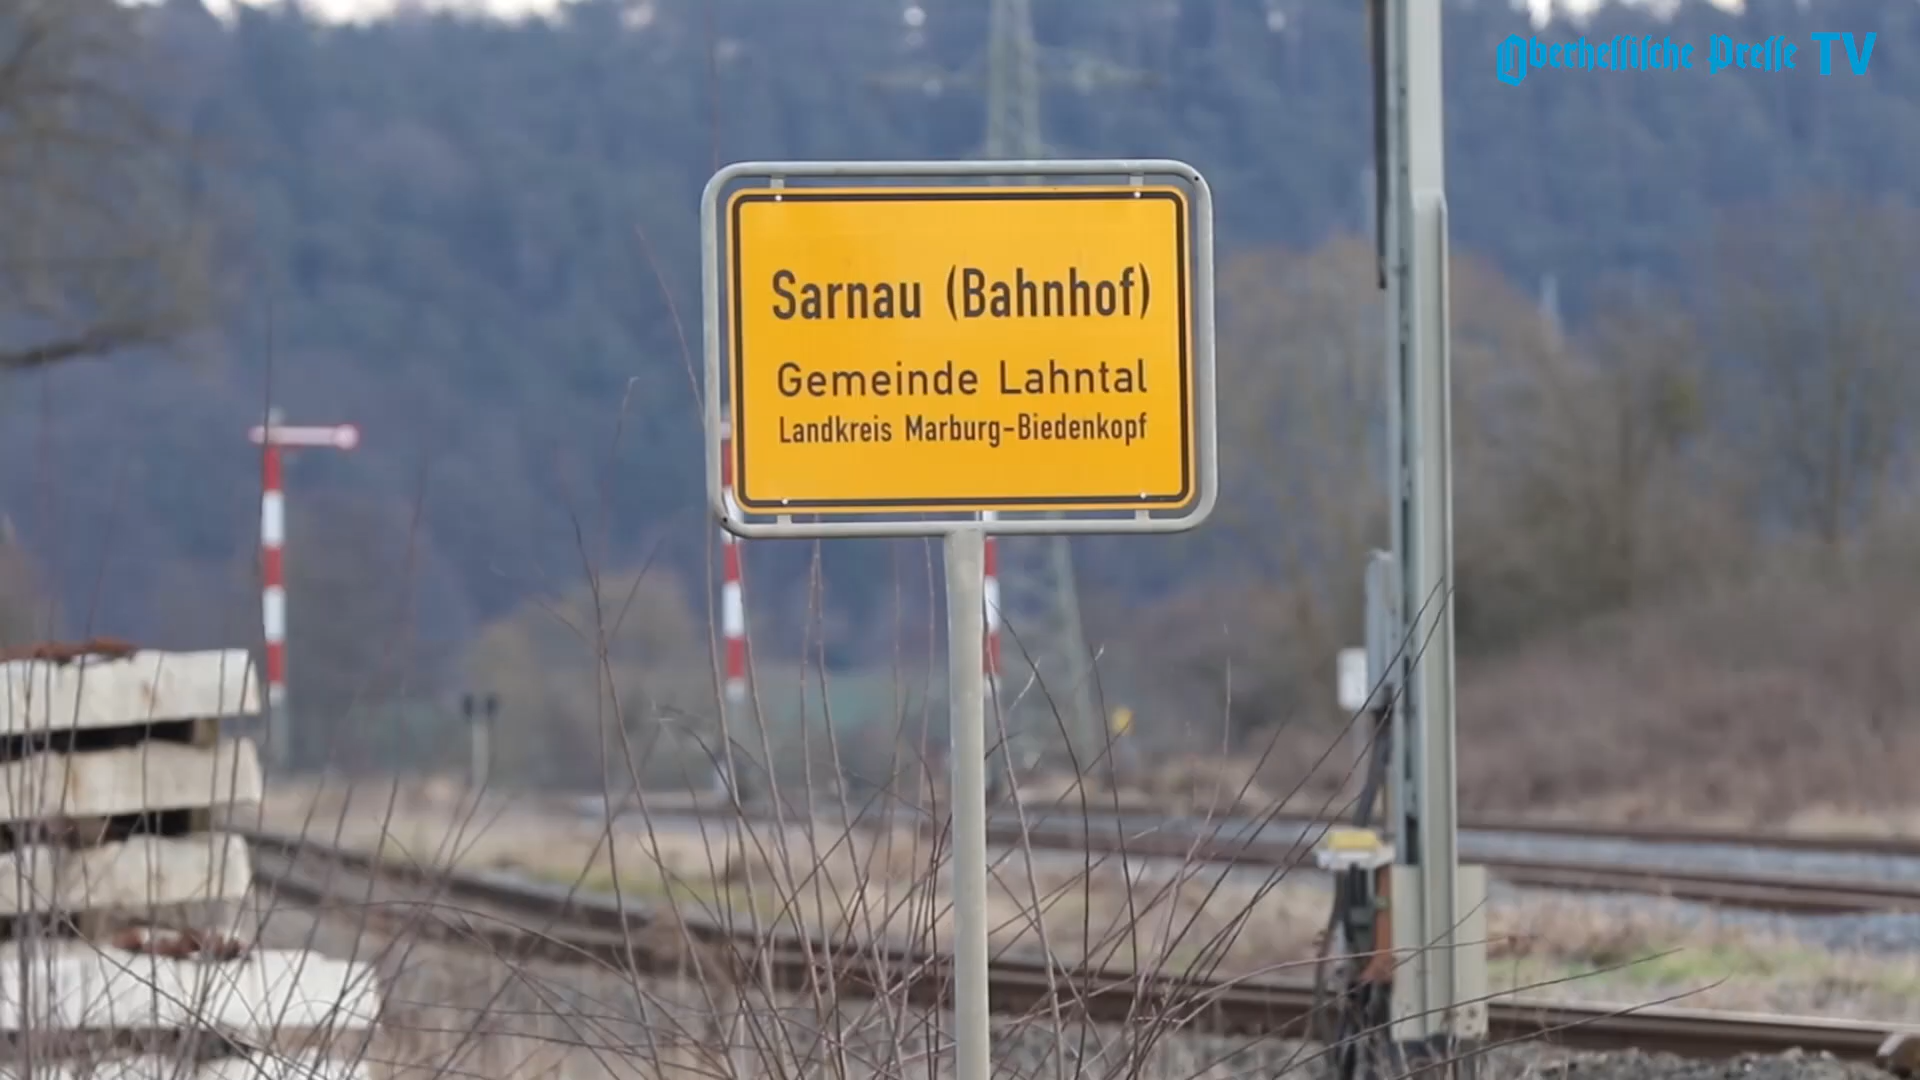 Oberhessische Presse TV
Sarnau (Bahnhof)
Gemeinde Lahntal
Landkreis Marburg-Biedenkopf